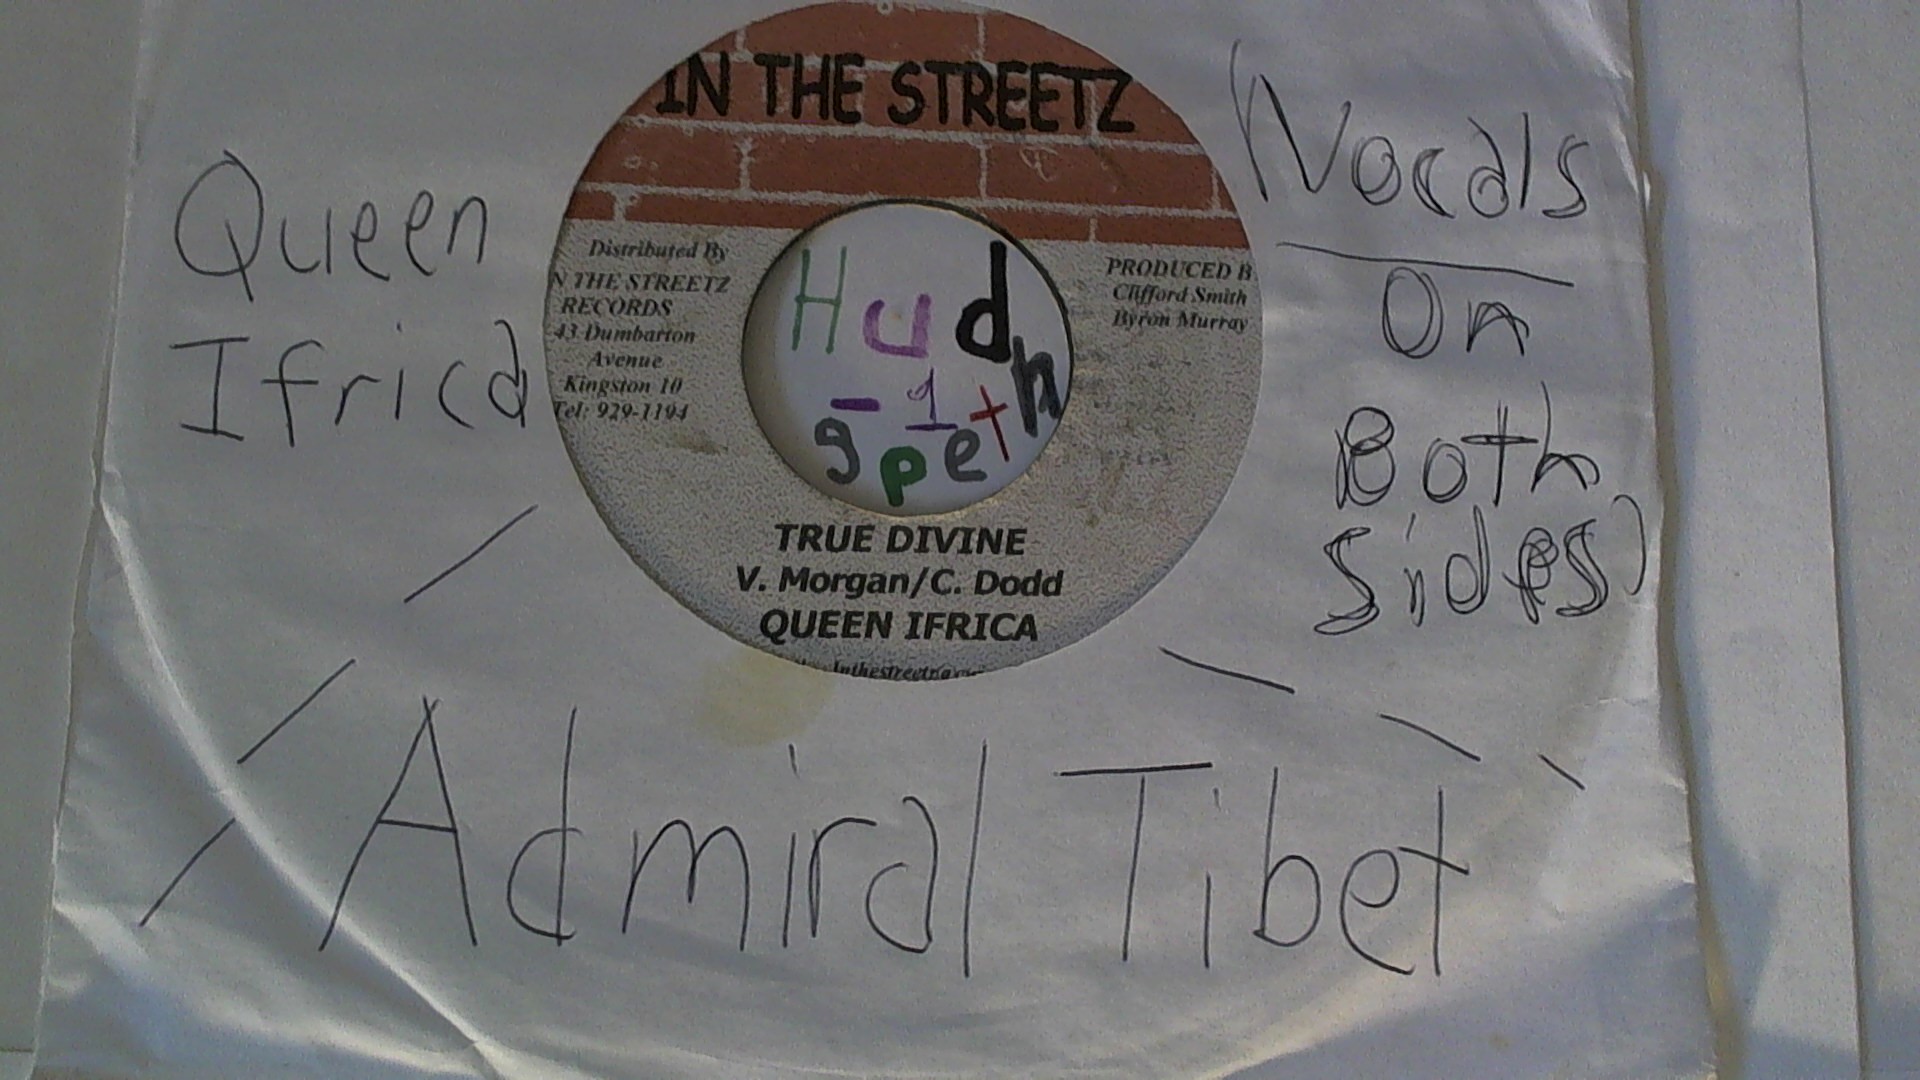 IN THE STREETZ
Distributed By
N THE STREETZ
RECORDS
43 Dumbarton
Avenue
Kingston 10
Tel: 929-1194
PRODUCED B
Clifford Smith
Byron Murray
Hud
- 1 th
g p e
TRUE DIVINE
V. Morgan/C. Dodd
QUEEN IFRICA
Queen
Ifrica
(Vocals
On
Both
Sides)
Admiral Tibet